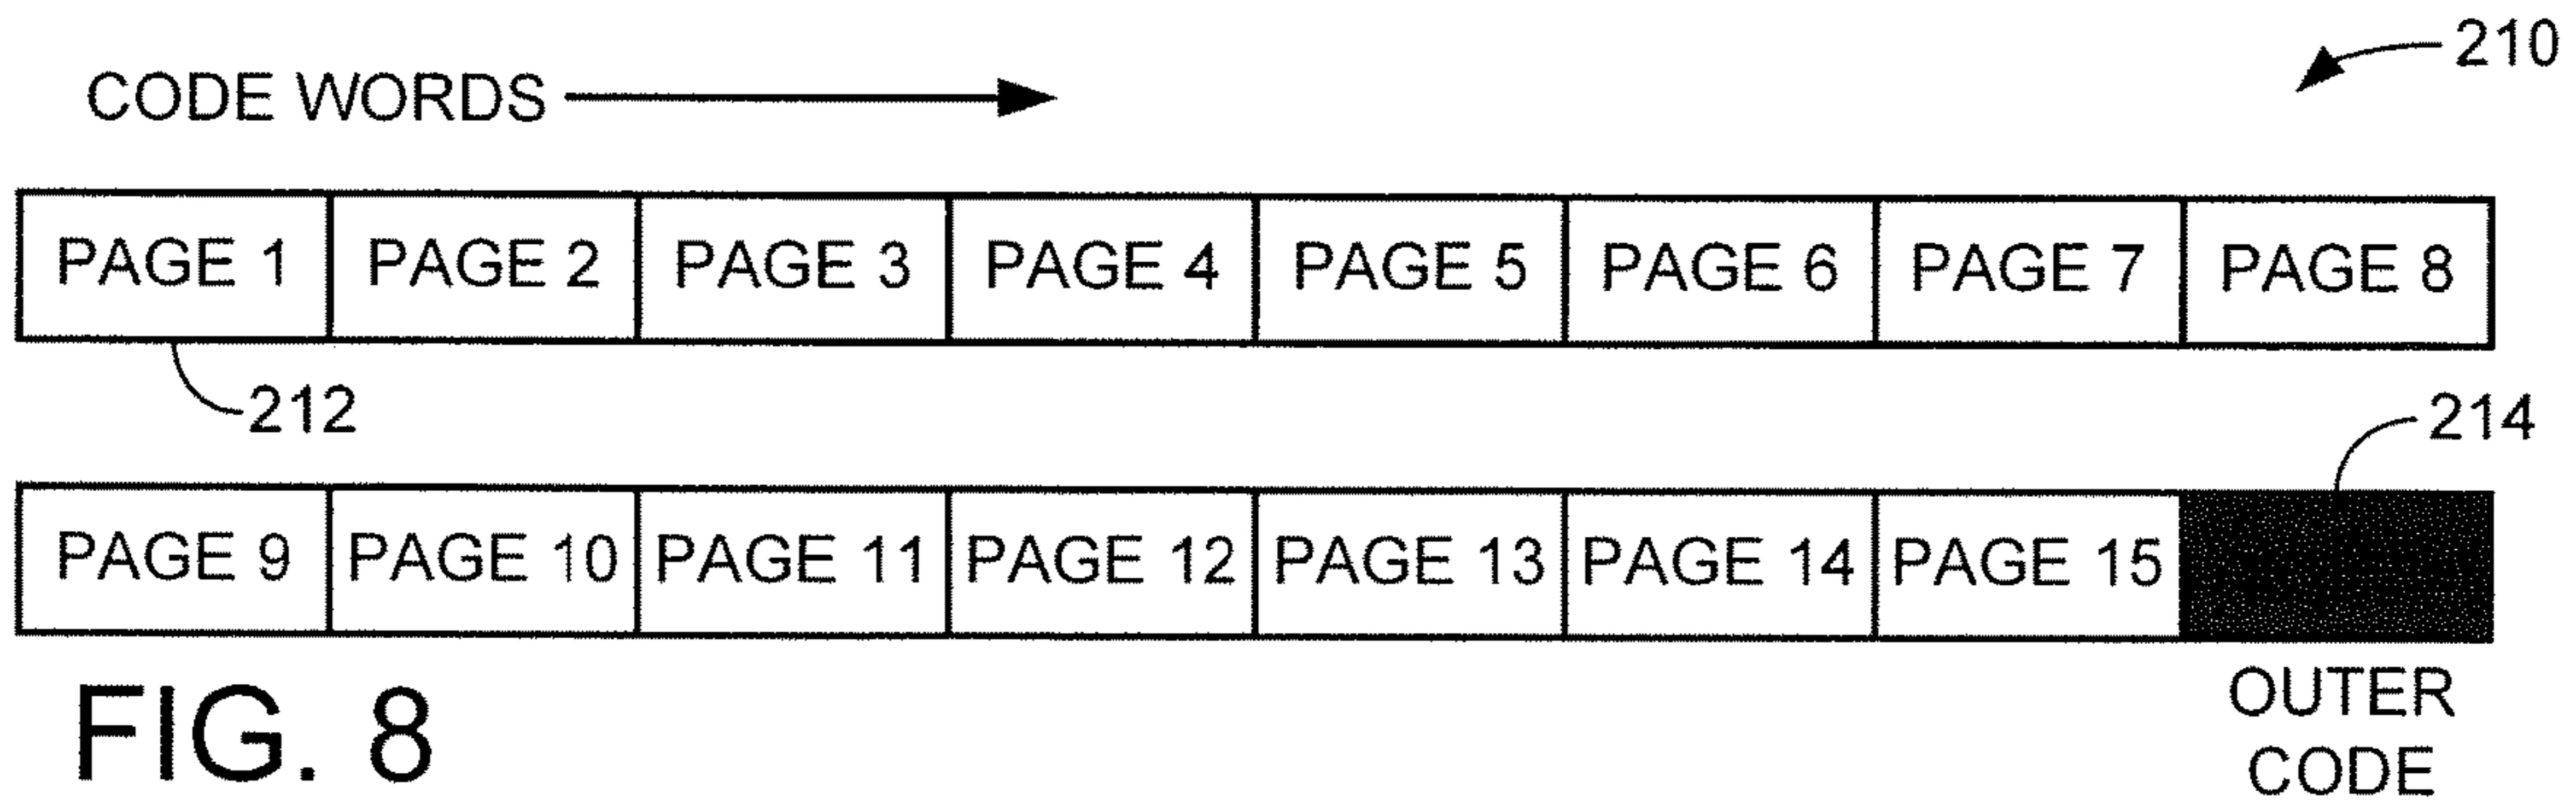 210
CODE WORDS
PAGE 1 PAGE 2 PAGE 3 PAGE 4 PAGE 5 PAGE 6 PAGE 7 PAGE 8
212
214
PAGE 9 PAGE 10 PAGE 11 PAGE 12 PAGE 13 PAGE 14 PAGE 15
OUTER
CODE
FIG. 8